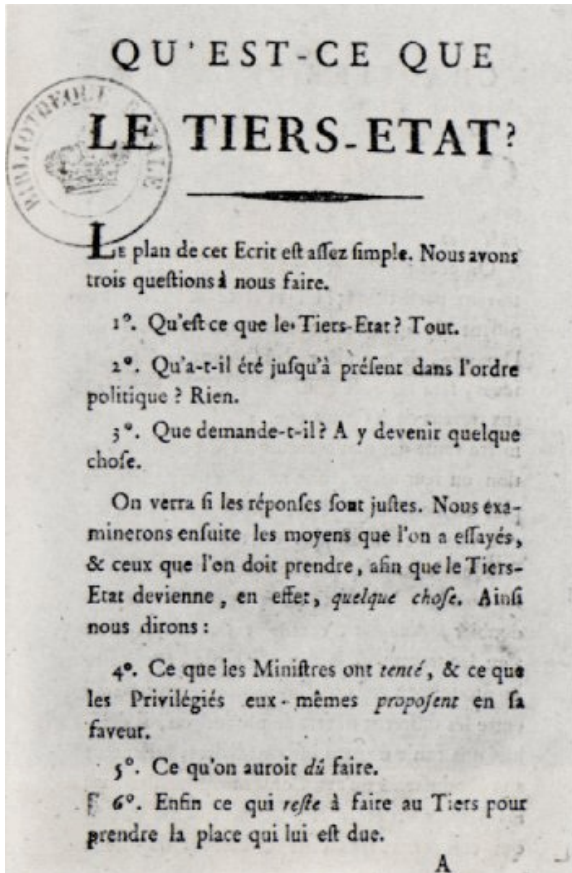 QU'EST-CE QUE
LE TIERS-ETAT?
BIBLIOTHEQUE ROYALE
LE plan de cet Ecrit eſt aſſez ſimple. Nous avons
trois queſtions à nous faire.
1°. Qu'eſt ce que le Tiers-Etat? Tout.
2°. Qu'a-t-il été juſqu'à préſent dans l'ordre
politique ? Rien.
3°. Que demande-t-il? A y devenir quelque
choſe.
On verra ſi les réponſes ſont juſtes. Nous exa-
minerons enſuite les moyens que l'on a eſſayés,
& ceux que l'on doit prendre, afin que le Tiers-
Etat devienne, en effet, quelque choſe. Ainſi
nous dirons :
4°. Ce que les Miniſtres ont tenté, & ce que
les Privilégiés eux-mêmes propoſent en ſa
faveur.
5°. Ce qu'on auroit dû faire.
6°. Enfin ce qui reſte à faire au Tiers pour
prendre la place qui lui eſt due.
A